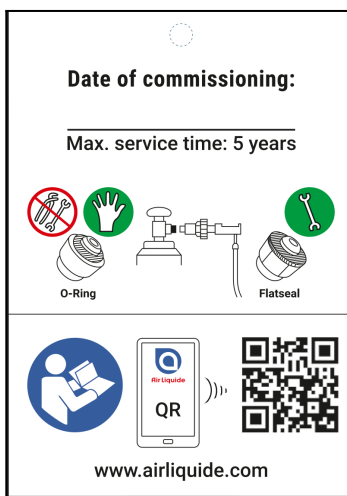 Date of commissioning:
Max. service time: 5 years
O-Ring
Flatseal
Air Liquide
QR
www.airliquide.com